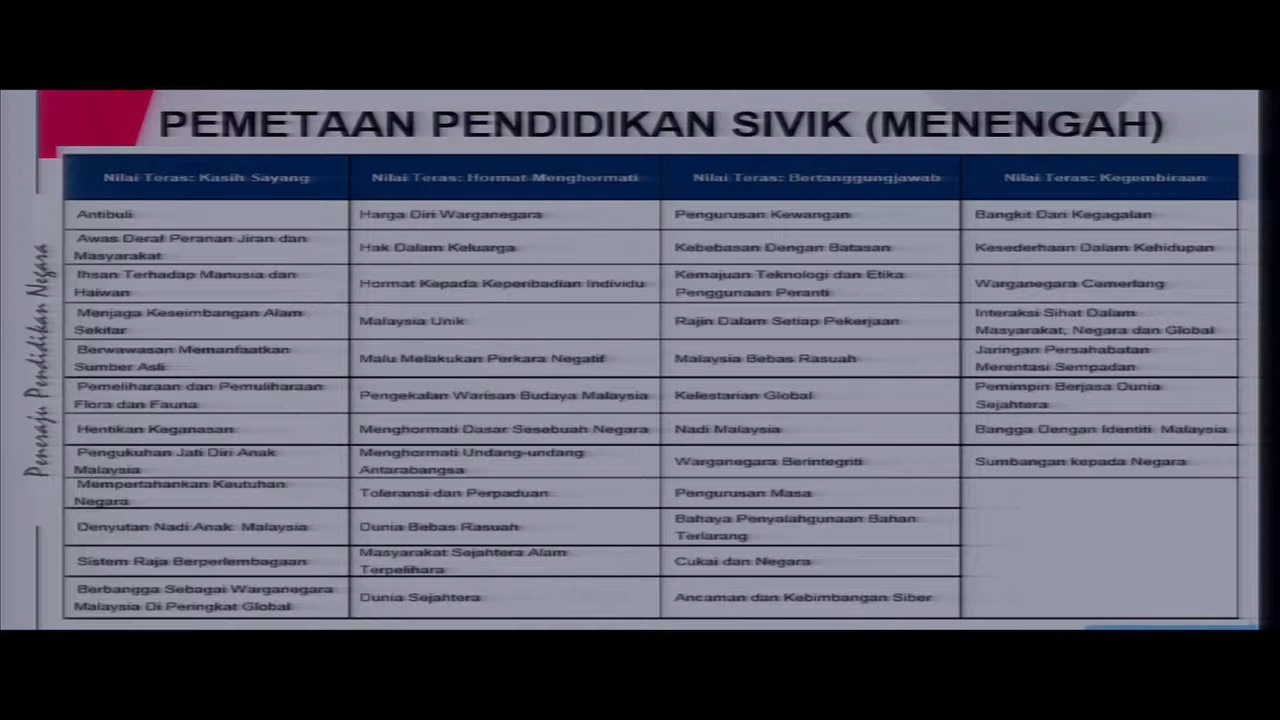 PEMETAAN PENDIDIKAN SIVIK (MENENGAH)
Nilai Teras: Kasih Sayang
Nilai Teras: Hormat Menghormati
Nilai Teras: Bertanggungjawab
Nilai Teras: Kegembiraan
Antibuli
Harga Diri Warganegara
Pengurusan Kewangan
Bangkit Dari Kegagalan
Awas Deraf Peranan Jiran dan
Masyarakat
Hak Dalam Keluarga
Kebebasan Dengan Batasan
Kesederhaan Dalam Kehidupan
Ihsan Terhadap Manusia dan
Haiwan
Hormat Kepada Keperibadian Individu
Kemajuan Teknologi dan Etika
Penggunaan Peranti
Warganegara Cemerlang
Menjaga Keseimbangan Alam
Sekitar
Malaysia Unik
Rajin Dalam Setiap Pekerjaan
Interaksi Sihat Dalam
Masyarakat, Negara dan Global
Berwawasan Memanfaatkan
Sumber Asli
Malu Melakukan Perkara Negatif
Malaysia Bebas Rasuah
Jaringan Persahabatan
Merentasi Sempadan
Pemeliharaan dan Pemuliharaan
Flora dan Fauna
Pengekalan Warisan Budaya Malaysia
Kelestarian Global
Pemimpin Berjasa Dunia
Sejahtera
Hentikan Keganasan
Menghormati Dasar Sesebuah Negara
Nadi Malaysia
Bangga Dengan Identiti Malaysia
Pengukuhan Jati Diri Anak
Malaysia
Menghormati Undang-undang
Antarabangsa
Warganegara Berintegriti
Sumbangan kepada Negara
Mempertahankan Keutuhan
Negara
Toleransi dan Perpaduan
Pengurusan Masa
Denyutan Nadi Anak Malaysia
Dunia Bebas Rasuah
Bahaya Penyalahgunaan Bahan
Terlarang
Sistem Raja Berperlembagaan
Masyarakat Sejahtera Alam
Terpelihara
Cukai dan Negara
Berbangga Sebagai Warganegara
Malaysia Di Peringkat Global
Dunia Sejahtera
Ancaman dan Kebimbangan Siber
Peneraju Pendidikan Negara